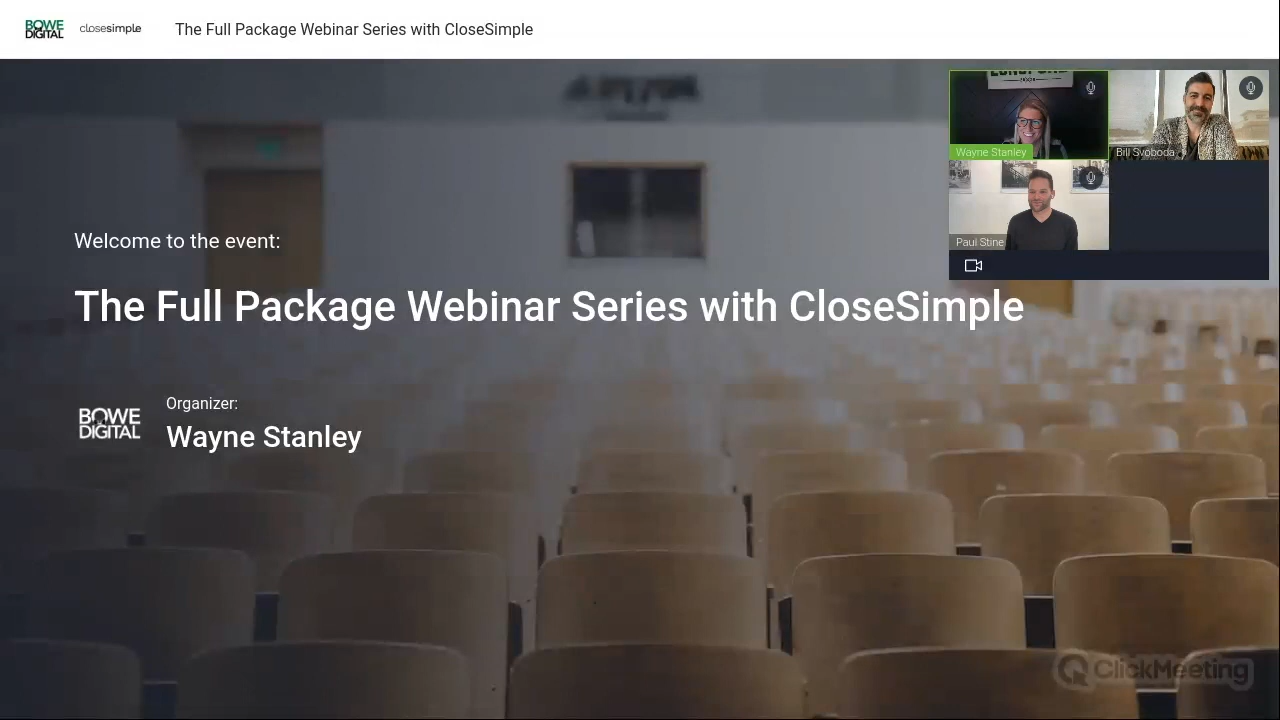 BOWE
DIGITAL
closesimple
The Full Package Webinar Series with CloseSimple
Wayne Stanley
Bill Svoboda
Paul Stine
Welcome to the event:
The Full Package Webinar Series with CloseSimple
BOWE
DIGITAL
Organizer:
Wayne Stanley
ClickMeeting